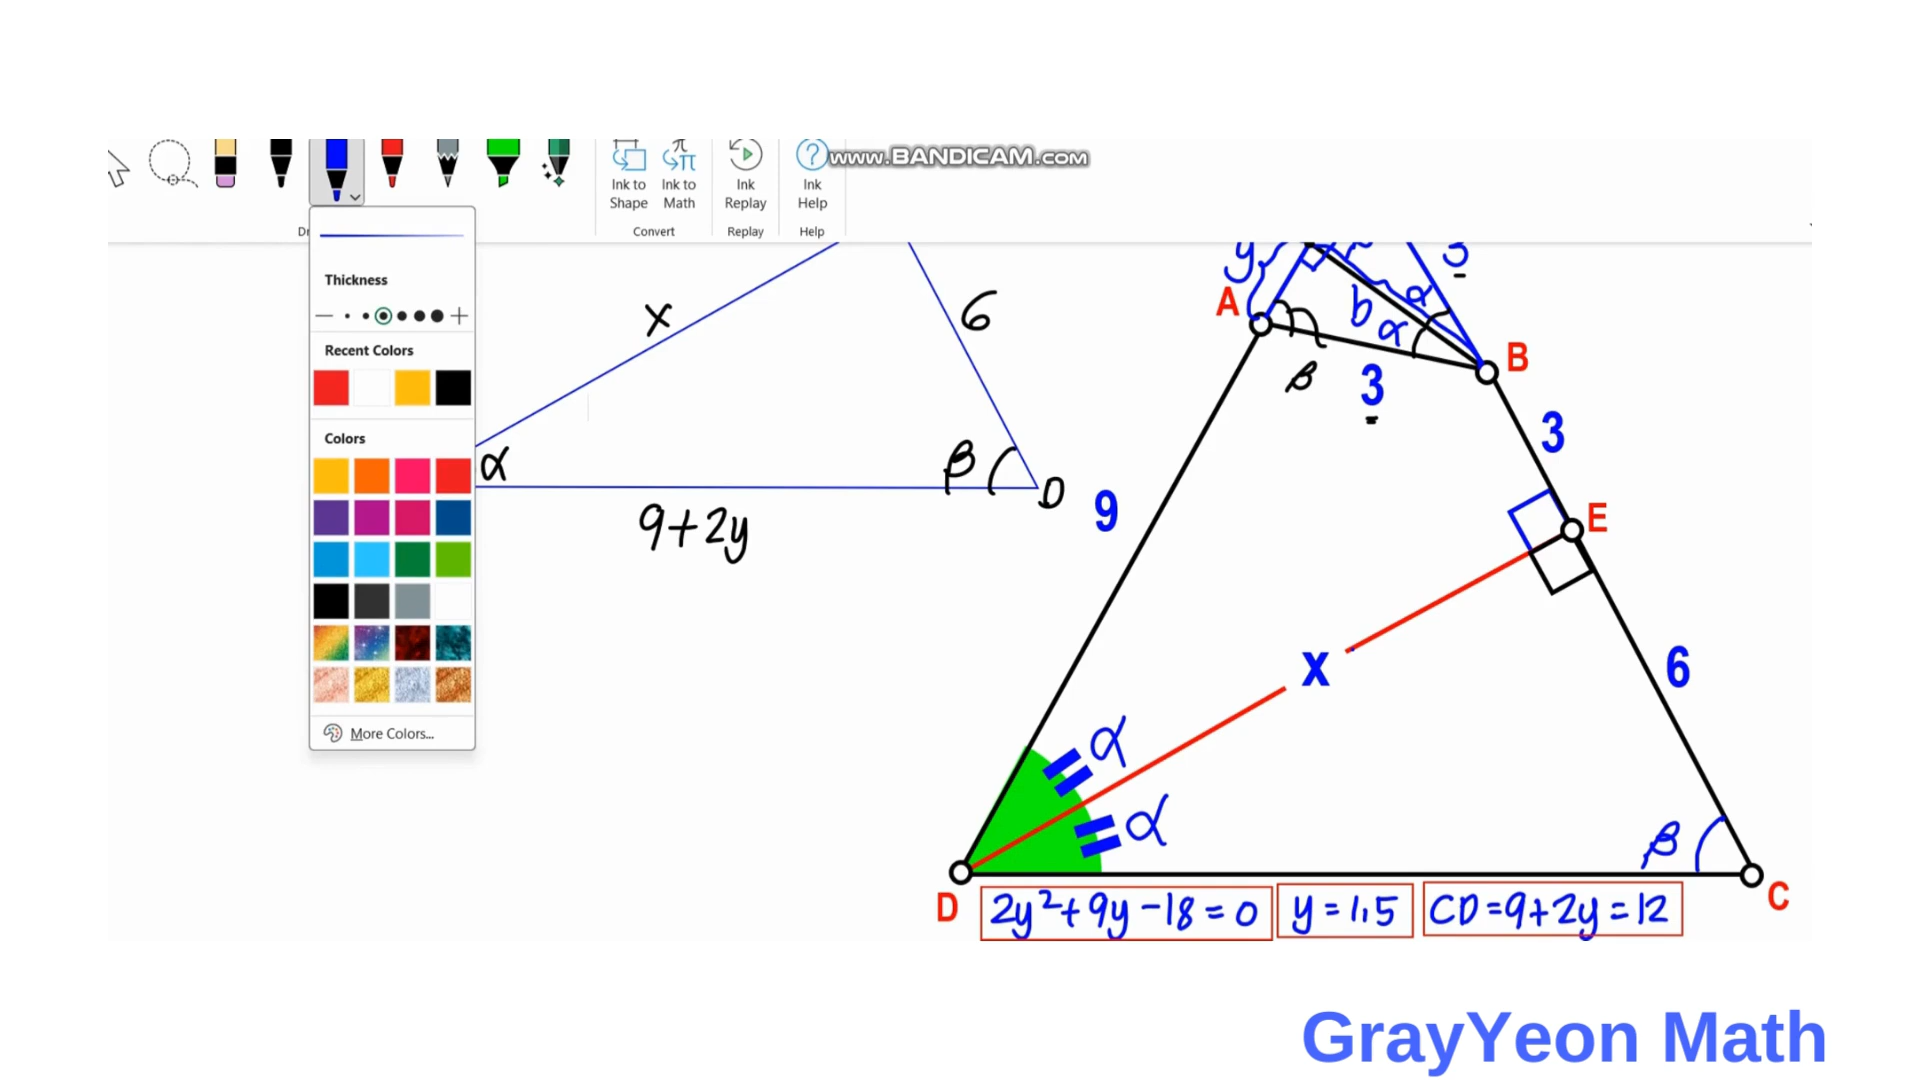 www.BANDICAM.com
Ink to Shape
Ink to Math
Ink Replay
Ink Help
Convert
Replay
Help
Thickness
Recent Colors
Colors
More Colors...
x
6
α
β
D
9+2y
y
3
A
b
α
α
B
β
3
3
9
E
x
6
α
α
β
D
C
2y²+9y-18=0
y=1,5
CD=9+2y=12
GrayYeon Math